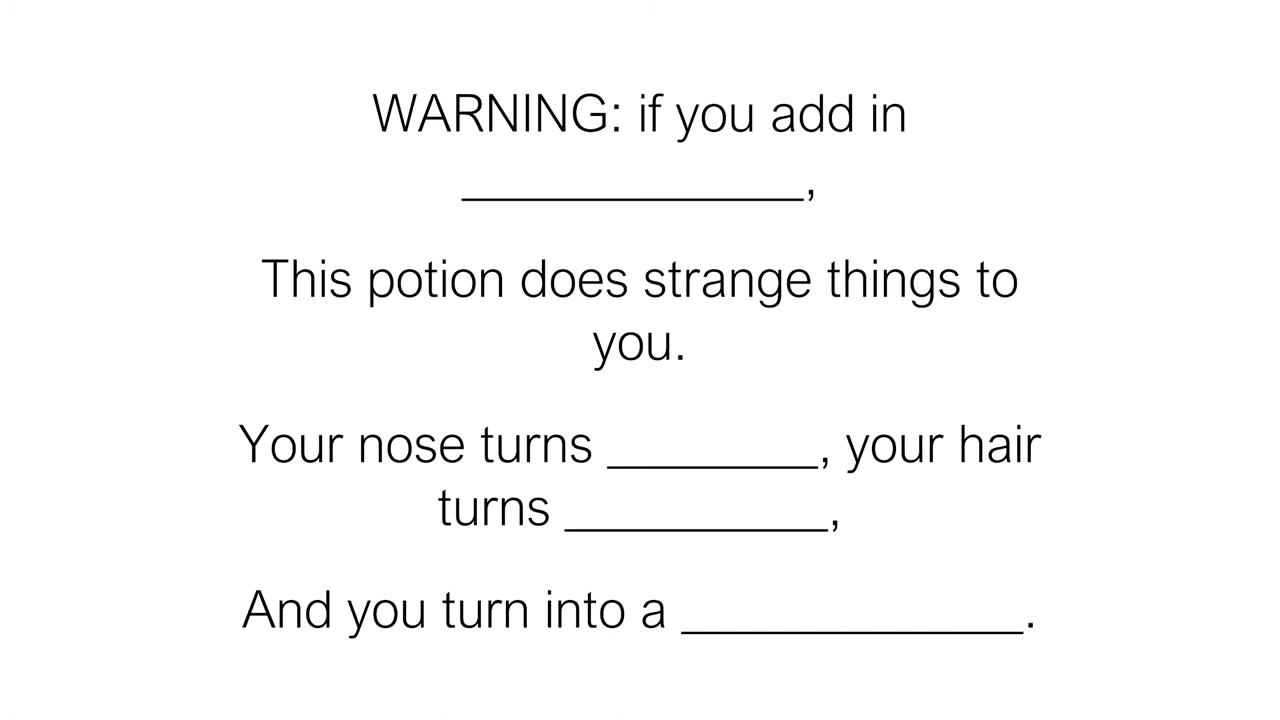 WARNING: if you add in
_____________,
This potion does strange things to
you.
Your nose turns ________, your hair
turns __________,
And you turn into a _____________.